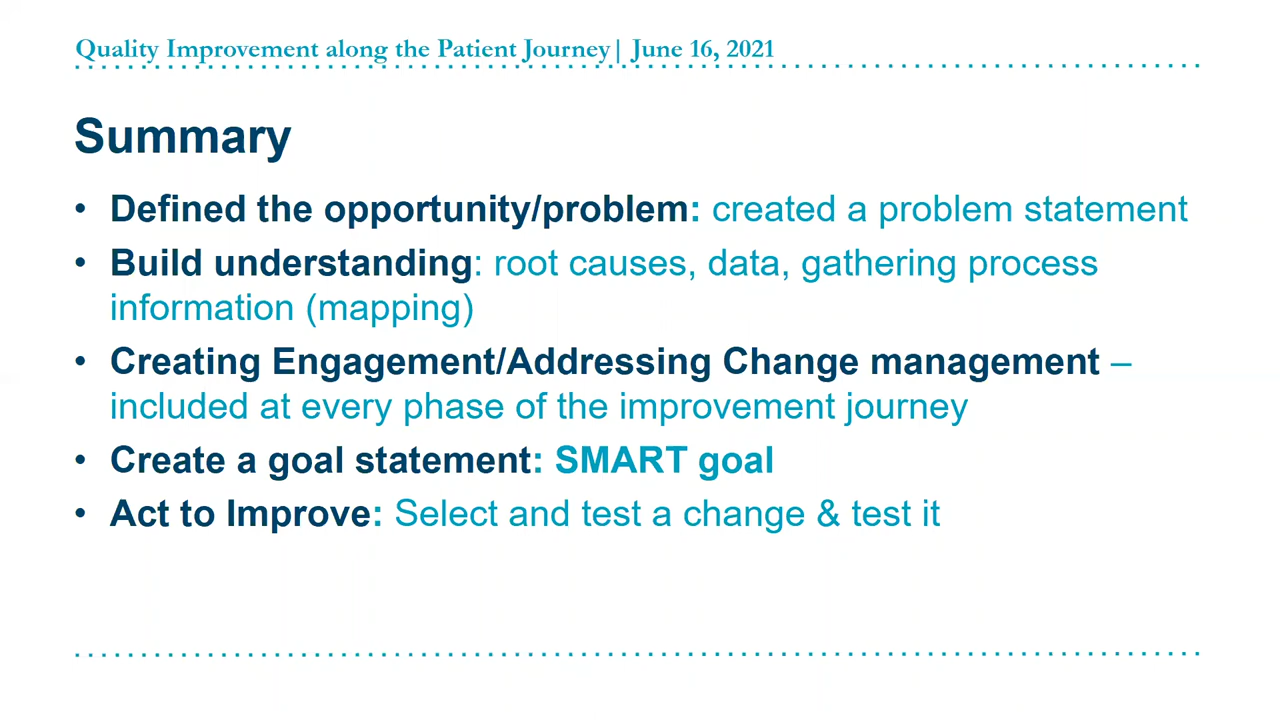 Quality Improvement along the Patient Journey| June 16, 2021
Summary
• Defined the opportunity/problem: created a problem statement
• Build understanding: root causes, data, gathering process
information (mapping)
• Creating Engagement/Addressing Change management –
included at every phase of the improvement journey
• Create a goal statement: SMART goal
• Act to Improve: Select and test a change & test it